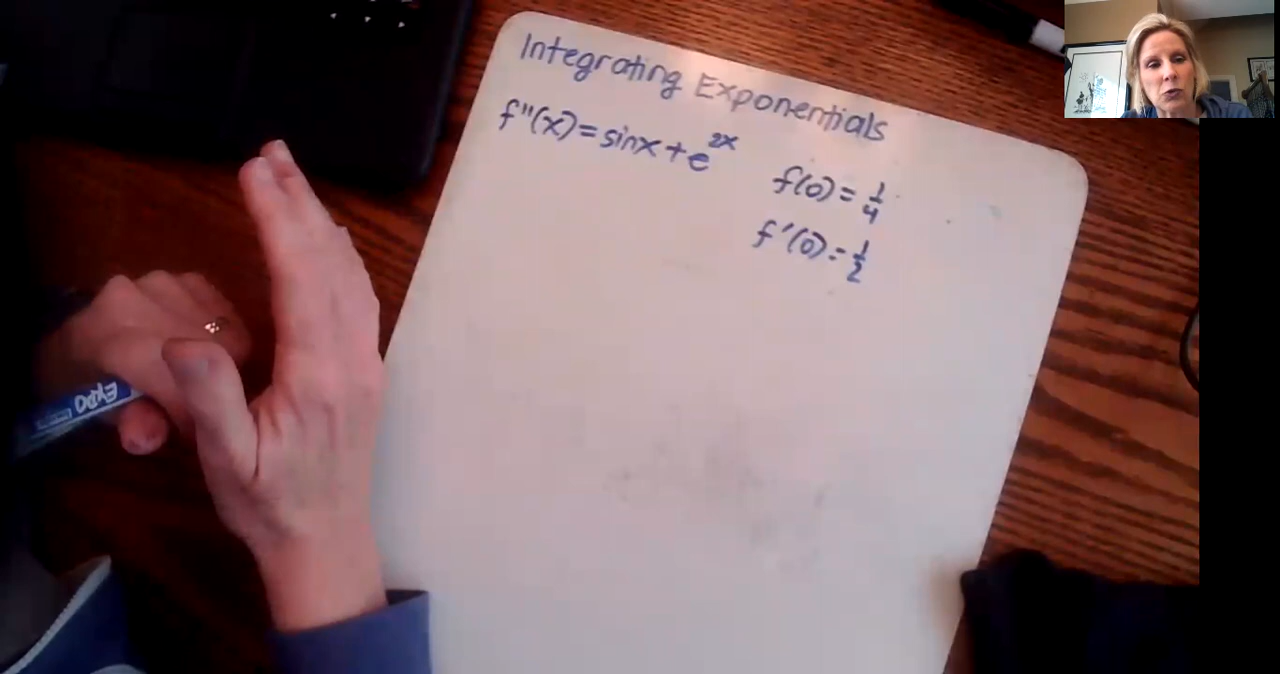 Integrating Exponentials
f''(x) = sinx + e^2x
f(0) = 1/4
f'(0) = 1/2
EXPO